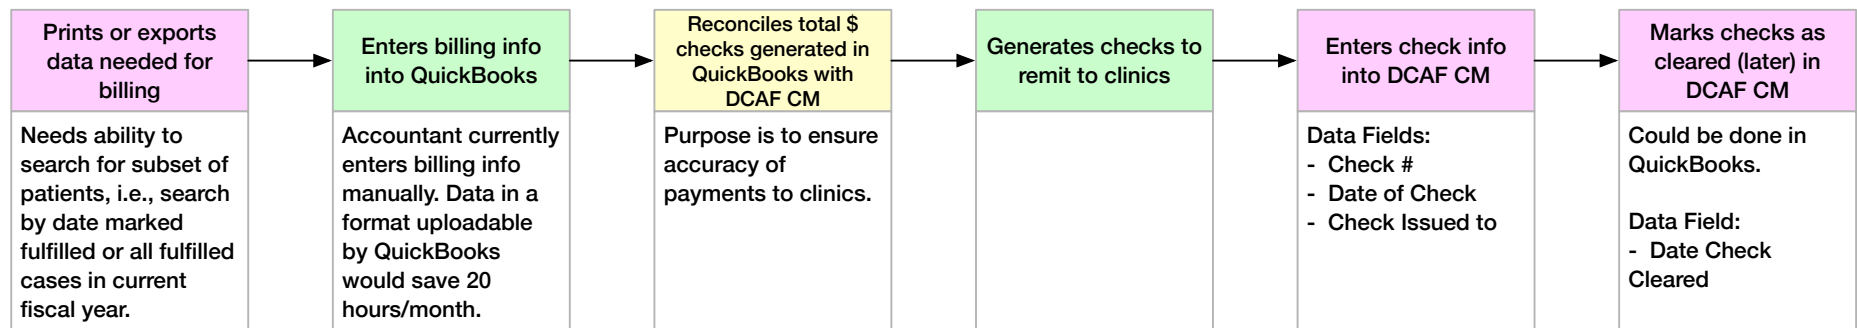 Prints or exports
data needed for
billing
Needs ability to
search for subset of
patients, i.e., search
by date marked
fulfilled or all fulfilled
cases in current
fiscal year.
Enters billing info
into QuickBooks
Accountant currently
enters billing info
manually. Data in a
format uploadable
by QuickBooks
would save 20
hours/month.
Reconciles total $
checks generated in
QuickBooks with
DCAF CM
Purpose is to ensure
accuracy of
payments to clinics.
Generates checks to
remit to clinics
Enters check info
into DCAF CM
Data Fields:
- Check #
- Date of Check
- Check Issued to
Marks checks as
cleared (later) in
DCAF CM
Could be done in
QuickBooks.
Data Field:
- Date Check
Cleared